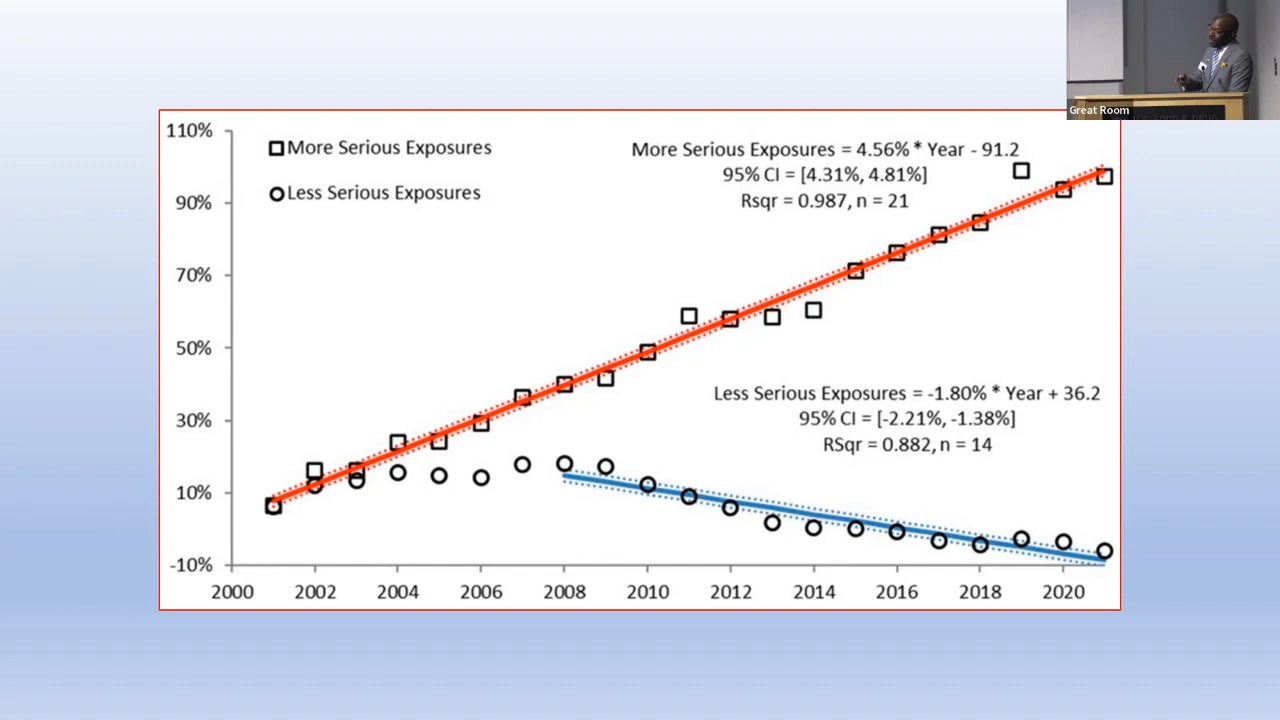 Great Room
110%
90%
70%
50%
30%
10%
-10%
More Serious Exposures
Less Serious Exposures
More Serious Exposures = 4.56% * Year - 91.2
95% CI = [4.31%, 4.81%]
Rsqr = 0.987, n = 21
Less Serious Exposures = -1.80% * Year + 36.2
95% CI = [-2.21%, -1.38%]
RSqr = 0.882, n = 14
2000 2002 2004 2006 2008 2010 2012 2014 2016 2018 2020